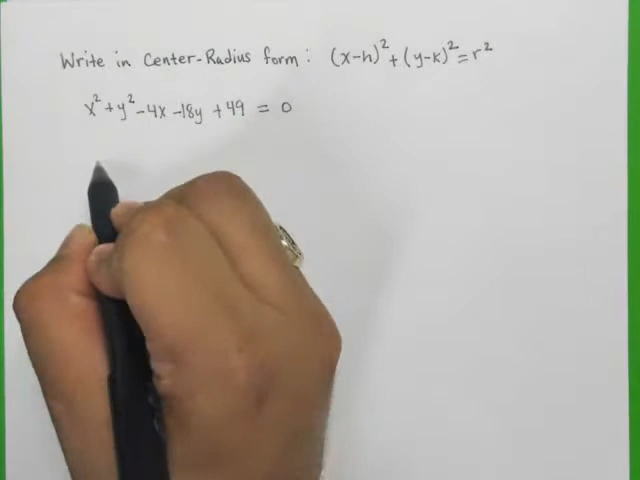 Write in Center-Radius form: (x-h)²+(y-k)²=r²
x²+y²-4x-18y+49=0